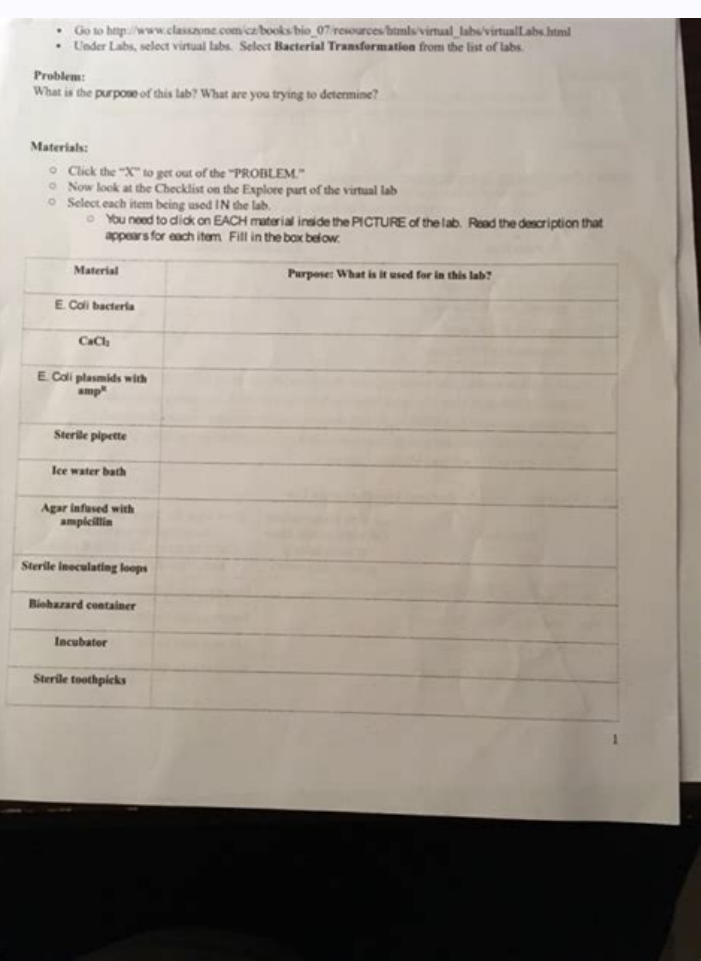 • Go to http://www.classzone.com/cz/books/bio_07/resources/htmls/virtual_labs/virtualLabs.html
• Under Labs, select virtual labs. Select Bacterial Transformation from the list of labs.
Problem:
What is the purpose of this lab? What are you trying to determine?
Materials:
o Click the "X" to get out of the "PROBLEM."
o Now look at the Checklist on the Explore part of the virtual lab
o Select each item being used IN the lab.
o You need to click on EACH material inside the PICTURE of the lab. Read the description that
appears for each item. Fill in the box below:
Material Purpose: What is it used for in this lab?
E. Coli bacteria
CaCl₂
E. Coli plasmids with
ampᴿ
Sterile pipette
Ice water bath
Agar infused with
ampicillin
Sterile inoculating loops
Biohazard container
Incubator
Sterile toothpicks
1